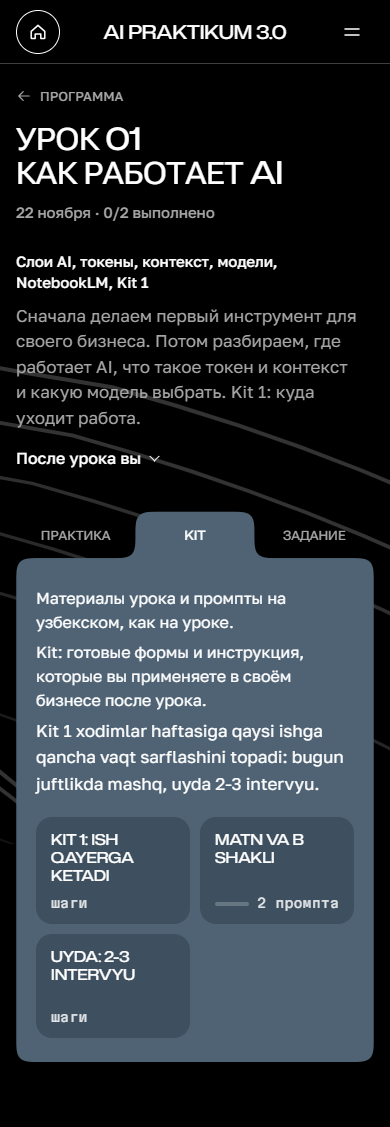 AI PRAKTIKUM 3.0
← ПРОГРАММА
УРОК 01
КАК РАБОТАЕТ AI
22 ноября · 0/2 выполнено
Слои AI, токены, контекст, модели,
NotebookLM, Kit 1
Сначала делаем первый инструмент для
своего бизнеса. Потом разбираем, где
работает AI, что такое токен и контекст
и какую модель выбрать. Kit 1: куда
уходит работа.
После урока вы
ПРАКТИКА
KIT
ЗАДАНИЕ
Материалы урока и промпты на
узбекском, как на уроке.
Kit: готовые формы и инструкция,
которые вы применяете в своём
бизнесе после урока.
Kit 1 xodimlar haftasiga qaysi ishga
qancha vaqt sarflashini topadi: bugun
juftlikda mashq, uyda 2-3 intervyu.
KIT 1: ISH
QAYERGA
KETADI
шаги
MATN VA B
SHAKLI
2 промпта
UYDA: 2-3
INTERVYU
шаги